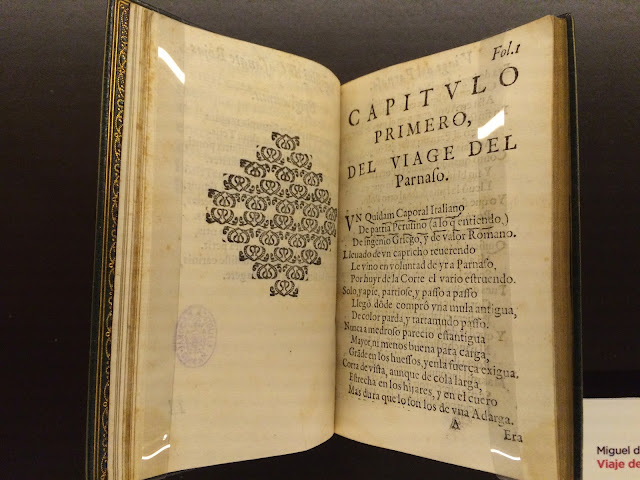 Fol.1
CAPITVLO
PRIMERO,
DEL VIAGE DEL
Parnaſo.
VN Quidam Caporal Italiano
De patria Peruſino (a lo q̃ entiendo,)
De ingenio Griego, y de valor Romano.
Lleuado de vn capricho reuerendo
Le vino en voluntad de yr a Parnaſo,
Por huyr de la Corte el vario eſtruendo.
Solo, y a pie, partioſe, y paſſo a paſſo
Llegò dõde comprò vna mula antigua,
De color parda, y tartamudo paſſo.
Nunca a medroſo parecio eſtantigua
Mayor, ni menos buena para carga,
Grãde en los hueſſos, y en la fuerça exigua.
Corta de viſta, aunque de cola larga,
Eſtrecha en los hijares, y en el cuero
Mas dura que lo ſon los de vna Adarga.
A
Era
Miguel d
Viaje de